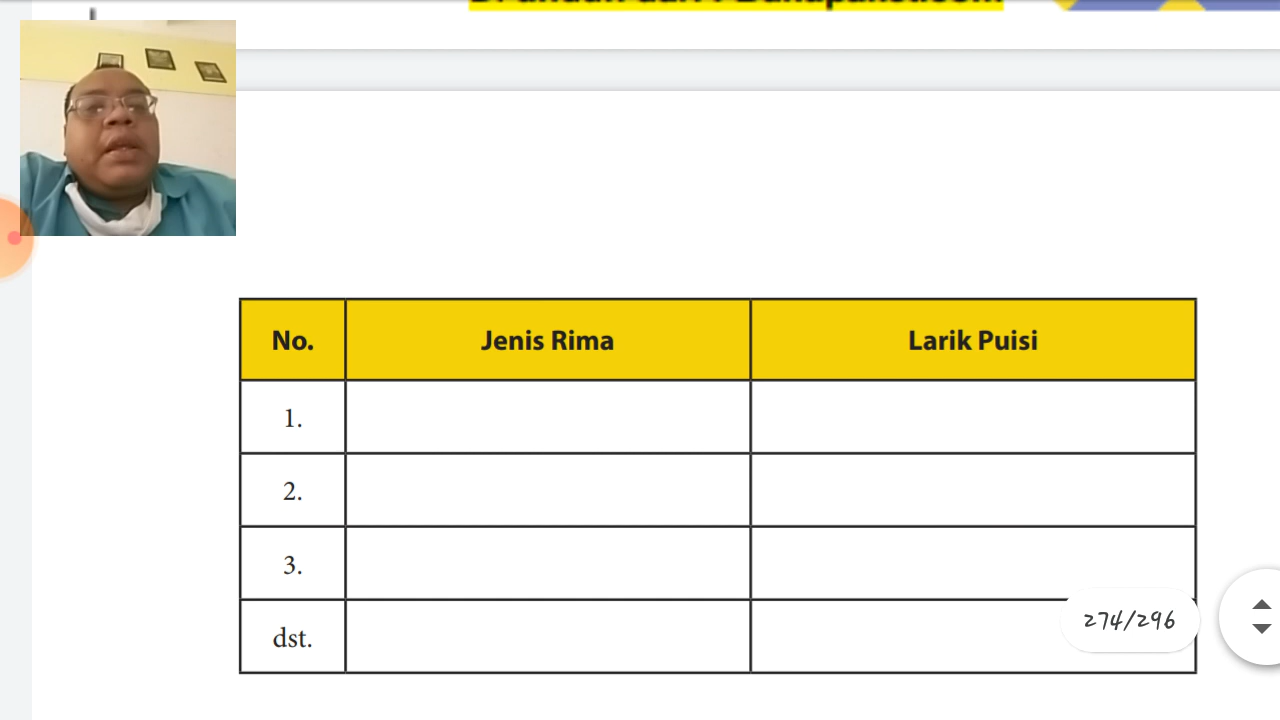 No. Jenis Rima Larik Puisi
1.
2.
3.
dst.
274/296